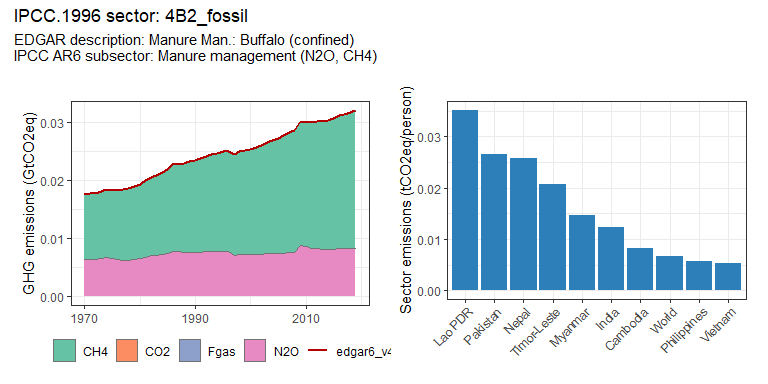 IPCC.1996 sector: 4B2_fossil
EDGAR description: Manure Man.: Buffalo (confined)
IPCC AR6 subsector: Manure management (N2O, CH4)
GHG emissions (GtCO2eq)
0.03
0.02
0.01
0.00
1970
1990
2010
CH4
CO2
Fgas
N2O
edgar6_v4
Sector emissions (tCO2eq/person)
0.03
0.02
0.01
0.00
Lao PDR
Pakistan
Nepal
Timor-Leste
Myanmar
India
Cambodia
World
Philippines
Vietnam